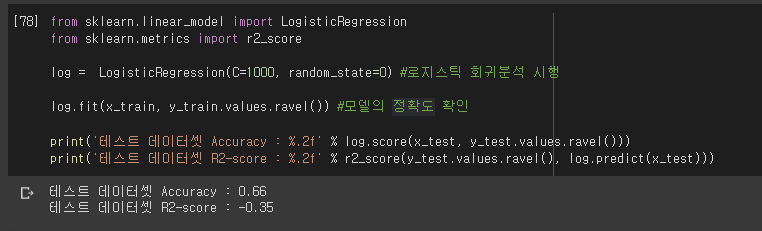 [78] from sklearn.linear_model import LogisticRegression
from sklearn.metrics import r2_score
log =  LogisticRegression(C=1000, random_state=0) #로지스틱 회귀분석 시행
log.fit(x_train, y_train.values.ravel()) #모델의 정확도 확인
print('테스트 데이터셋 Accuracy : %.2f' % log.score(x_test, y_test.values.ravel()))
print('테스트 데이터셋 R2-score : %.2f' % r2_score(y_test.values.ravel(), log.predict(x_test)))
테스트 데이터셋 Accuracy : 0.66
테스트 데이터셋 R2-score : -0.35